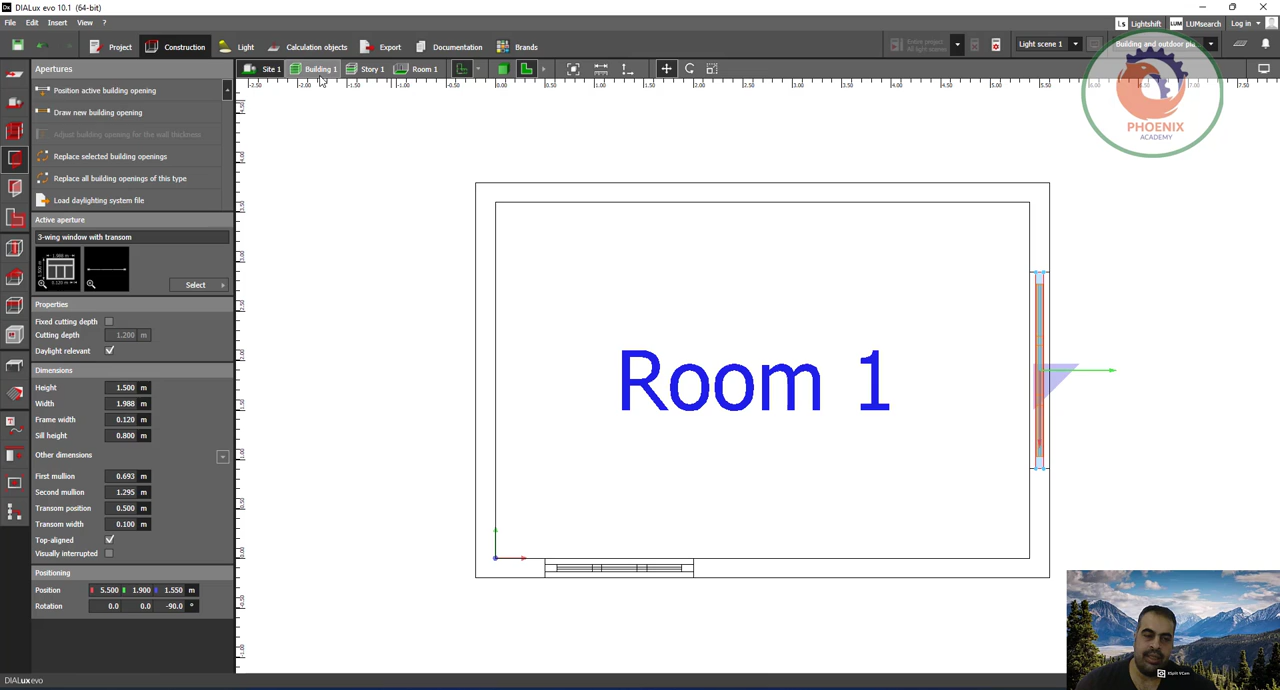 DIALux evo 10.1 (64-bit)
File Edit Insert View ?
Lightshift LUMsearch Log in
Project Construction Light Calculation objects Export Documentation Brands
Light scene 1
Apertures
Site 1 Building 1 Story 1 Room 1
Position active building opening
Draw new building opening
Adjust building opening for the wall thickness
Replace selected building openings
Replace all building openings of this type
Load daylighting system file
Active aperture
3-wing window with transom
Select
Properties
Fixed cutting depth
Cutting depth 1.200 m
Daylight relevant
Dimensions
Height 1.500 m
Width 1.988 m
Frame width 0.120 m
Sill height 0.800 m
Other dimensions
First mullion 0.693 m
Second mullion 1.295 m
Transom position 0.500 m
Transom width 0.100 m
Top-aligned
Visually interrupted
Positioning
Position 5.500 1.900 1.550 m
Rotation 0.0 0.0 -90.0 °
DIALux evo
Room 1
PHOENIX
ACADEMY
XSplit VCam